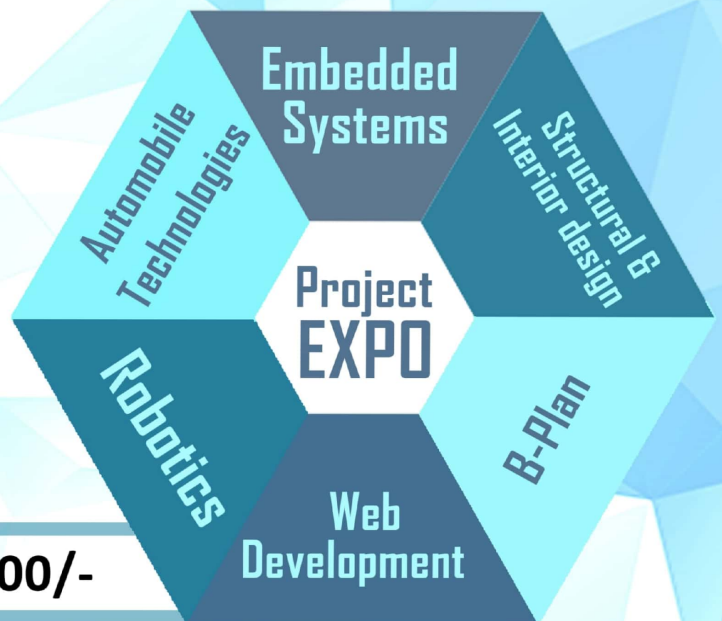 Embedded
Systems
Structural &
Interior design
Automobile
Technologies
Project
EXPO
B-Plan
Robotics
Web
Development
00/-